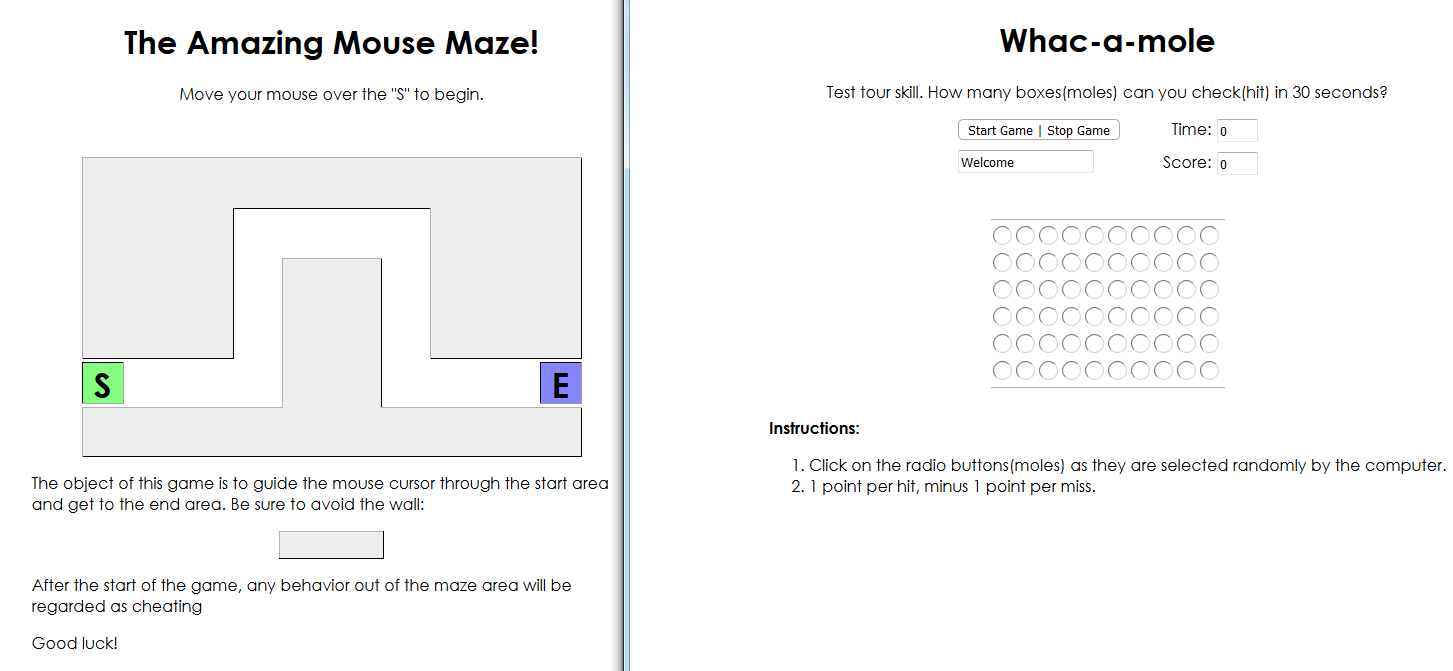 The Amazing Mouse Maze!
Move your mouse over the "S" to begin.
S
E
The object of this game is to guide the mouse cursor through the start area
and get to the end area. Be sure to avoid the wall:
After the start of the game, any behavior out of the maze area will be
regarded as cheating
Good luck!
Whac-a-mole
Test tour skill. How many boxes(moles) can you check(hit) in 30 seconds?
Start Game | Stop Game
Time: 0
Welcome
Score: 0
Instructions:
1. Click on the radio buttons(moles) as they are selected randomly by the computer.
2. 1 point per hit, minus 1 point per miss.